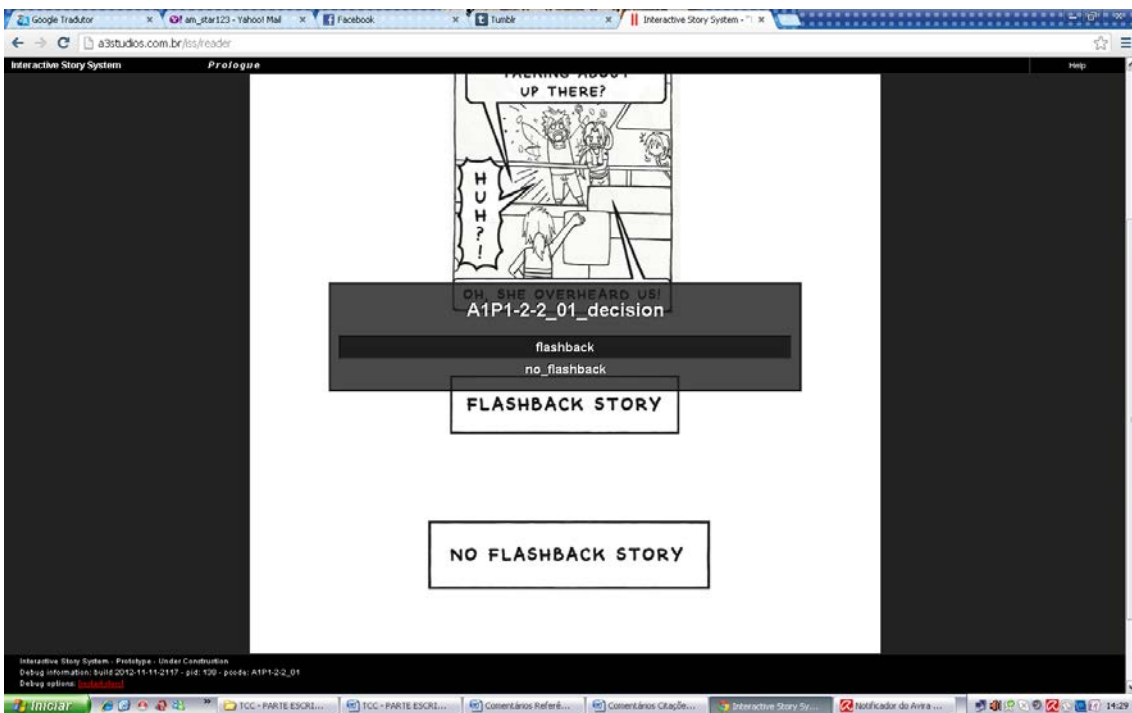 Google Tradutor
am_star123 - Yahoo! Mail
Facebook
Tumblr
Interactive Story System - "
a3studios.com.br/iss/reader
Interactive Story System
Prologue
Help
TALKING ABOUT
UP THERE?
HUH?!
OH, SHE OVERHEARD US!
A1P1-2-2_01_decision
flashback
no_flashback
FLASHBACK STORY
NO FLASHBACK STORY
Interactive Story System - Prototype - Under Construction
Debug information: build 2012-11-11-2117 - pid: 130 - pcode: A1P1-2-2_01
Debug options:
Iniciar
TCC - PARTE ESCRI...
TCC - PARTE ESCRI...
Comentários Referê...
Comentários Citaçõe...
Interactive Story Sy...
Notificador do Avira ...
14:29